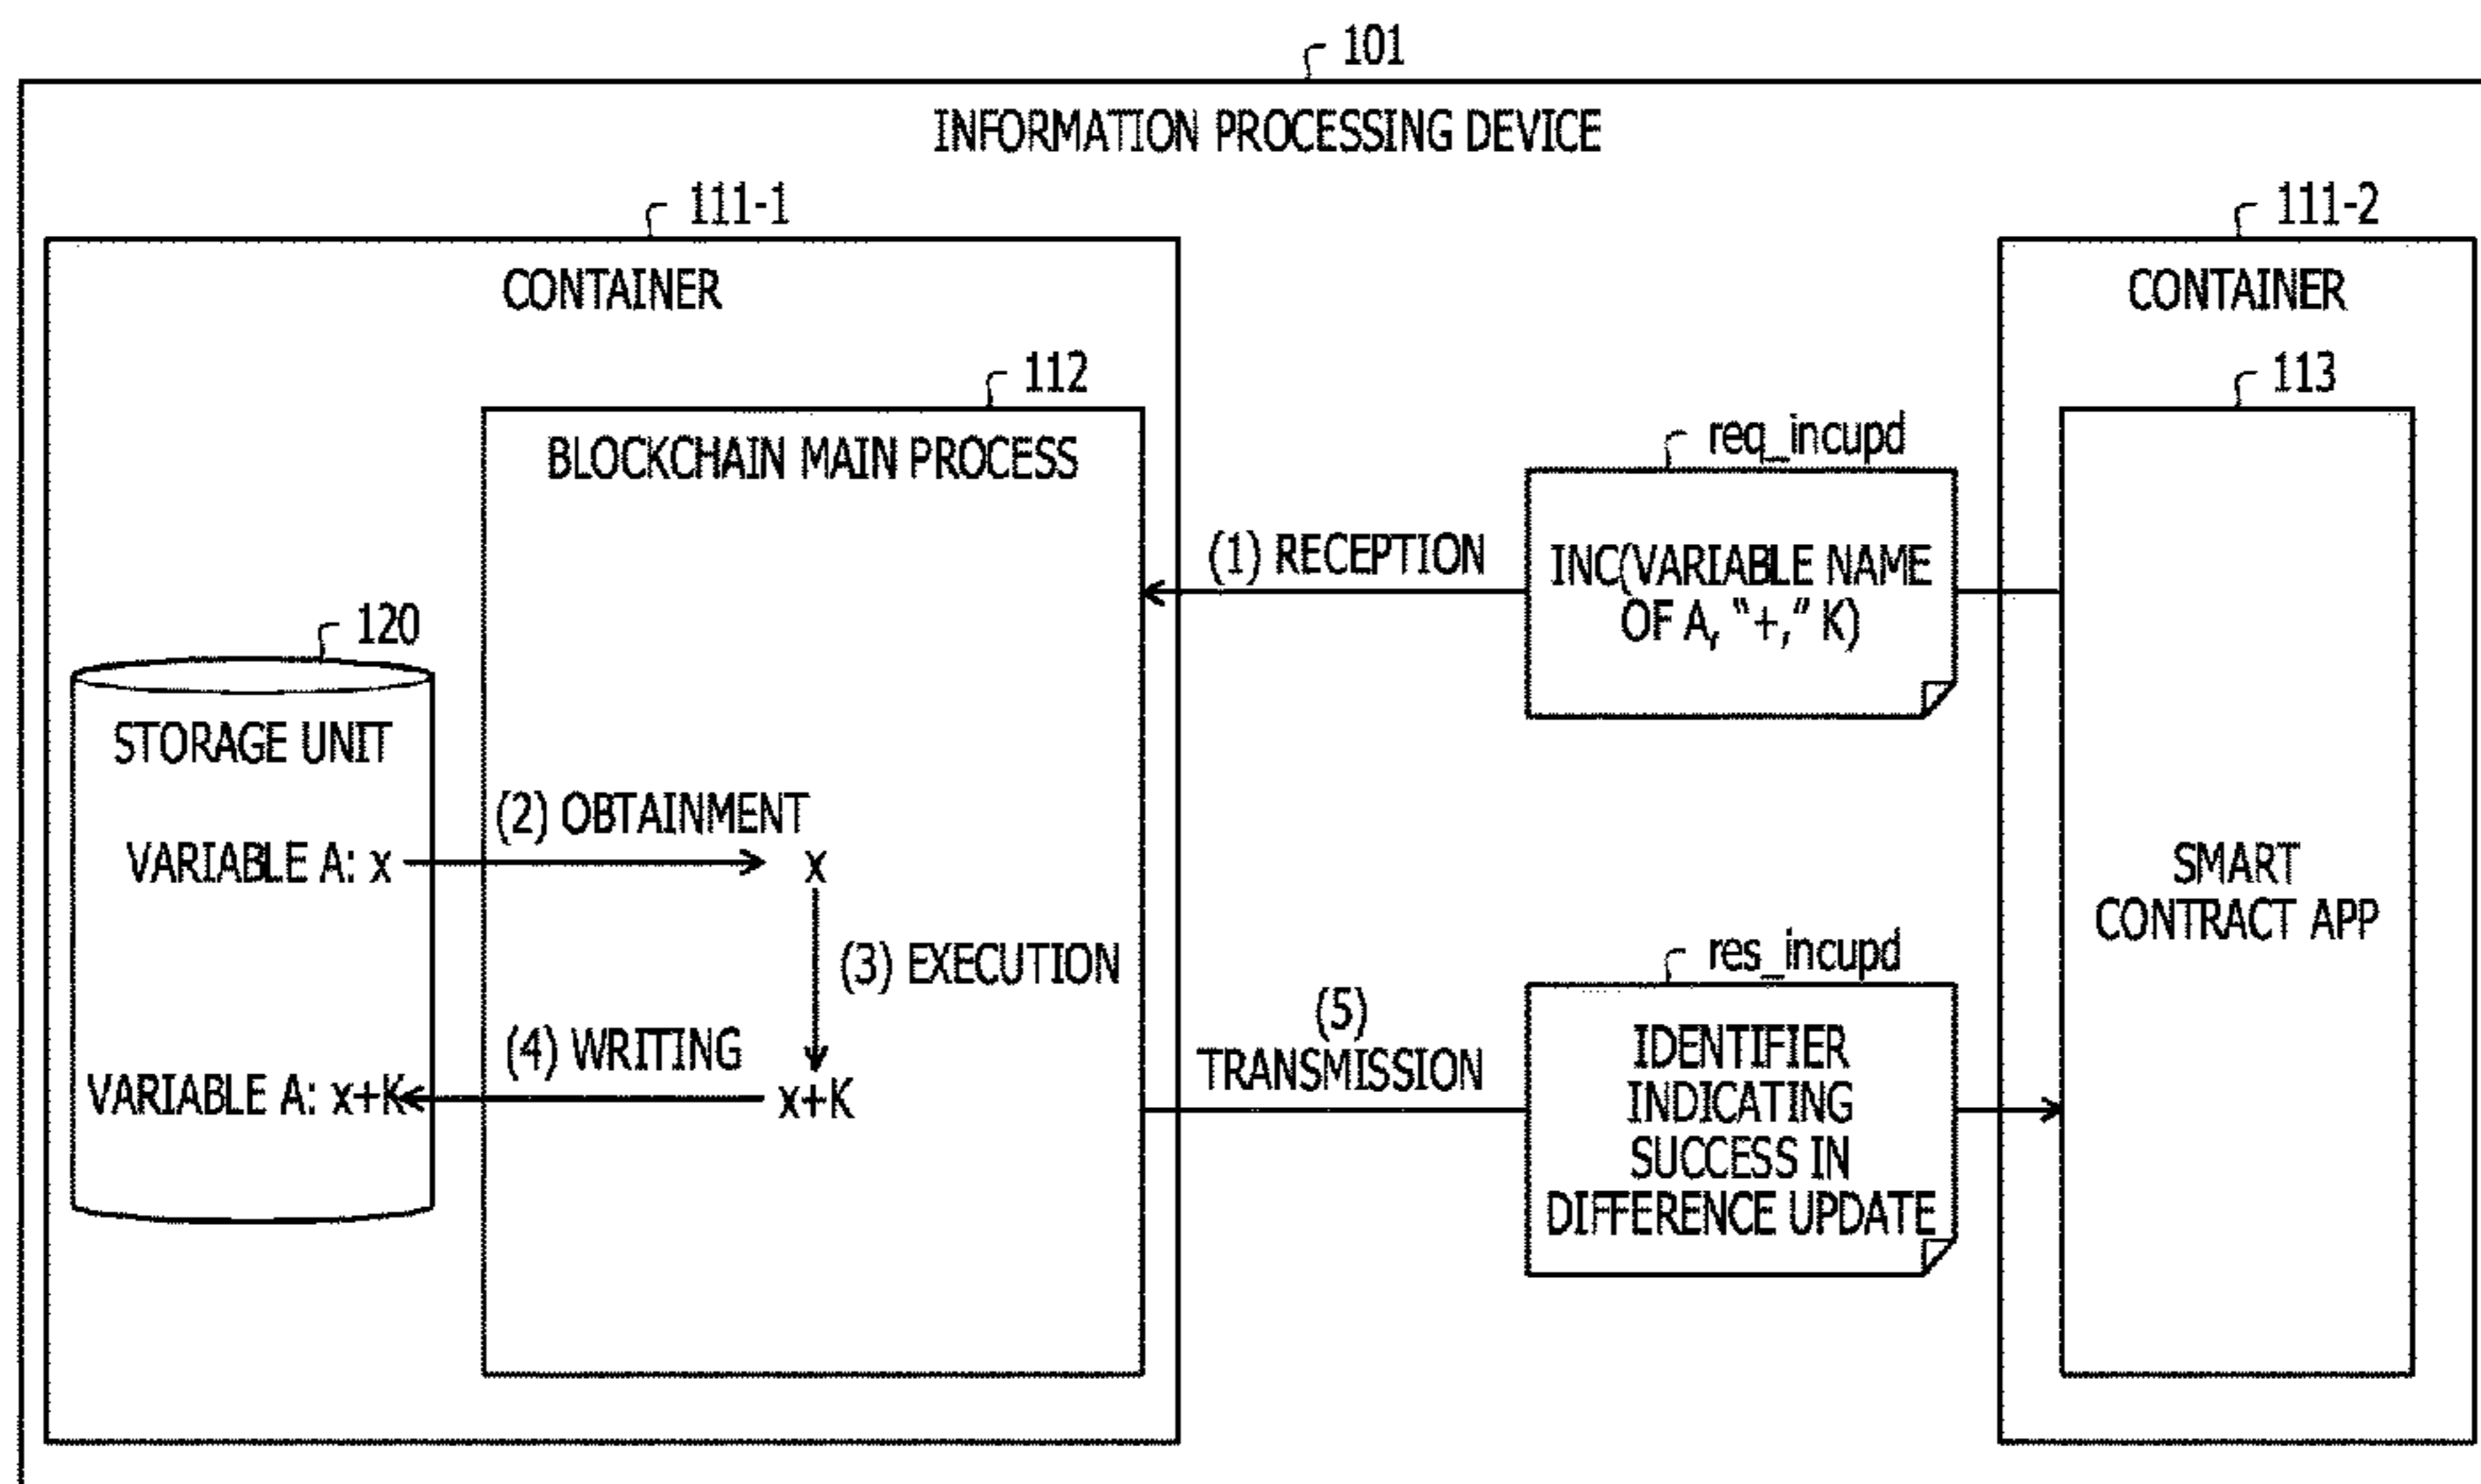 101
INFORMATION PROCESSING DEVICE
111-1
CONTAINER
112
BLOCKCHAIN MAIN PROCESS
120
STORAGE UNIT
(2) OBTAINMENT
VARIABLE A: x
x
(3) EXECUTION
(4) WRITING
VARIABLE A: x+K
x+K
(1) RECEPTION
req_incupd
INC(VARIABLE NAME
OF A, "+," K)
(5)
TRANSMISSION
res_incupd
IDENTIFIER
INDICATING
SUCCESS IN
DIFFERENCE UPDATE
111-2
CONTAINER
113
SMART
CONTRACT APP